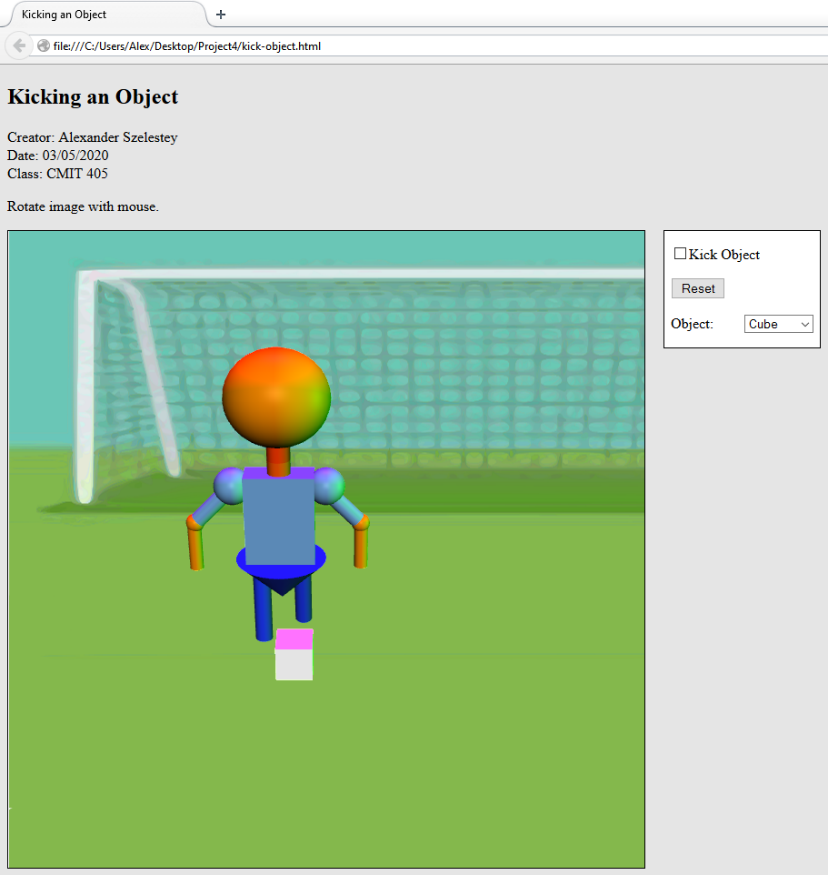 Kicking an Object
file:///C:/Users/Alex/Desktop/Project4/kick-object.html
Kicking an Object
Creator: Alexander Szelestey
Date: 03/05/2020
Class: CMIT 405
Rotate image with mouse.
Kick Object
Reset
Object: Cube